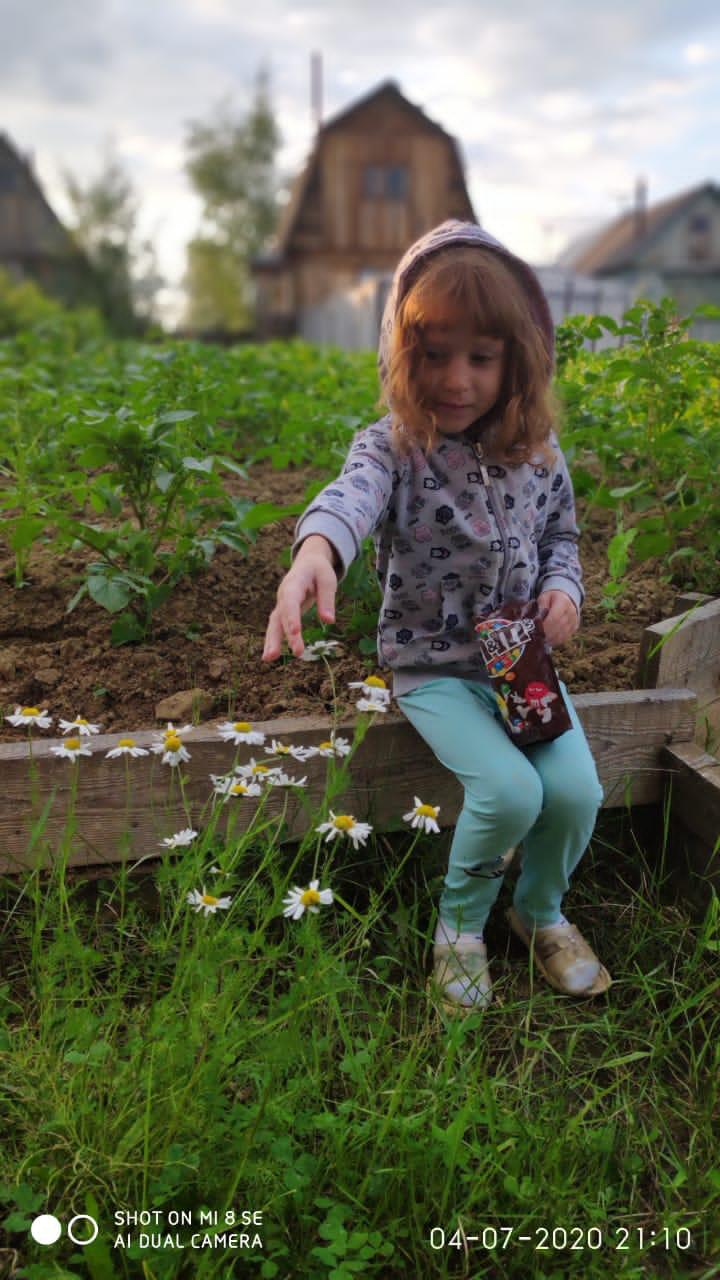 m&m's
SHOT ON MI 8 SE
AI DUAL CAMERA
04-07-2020 21:10